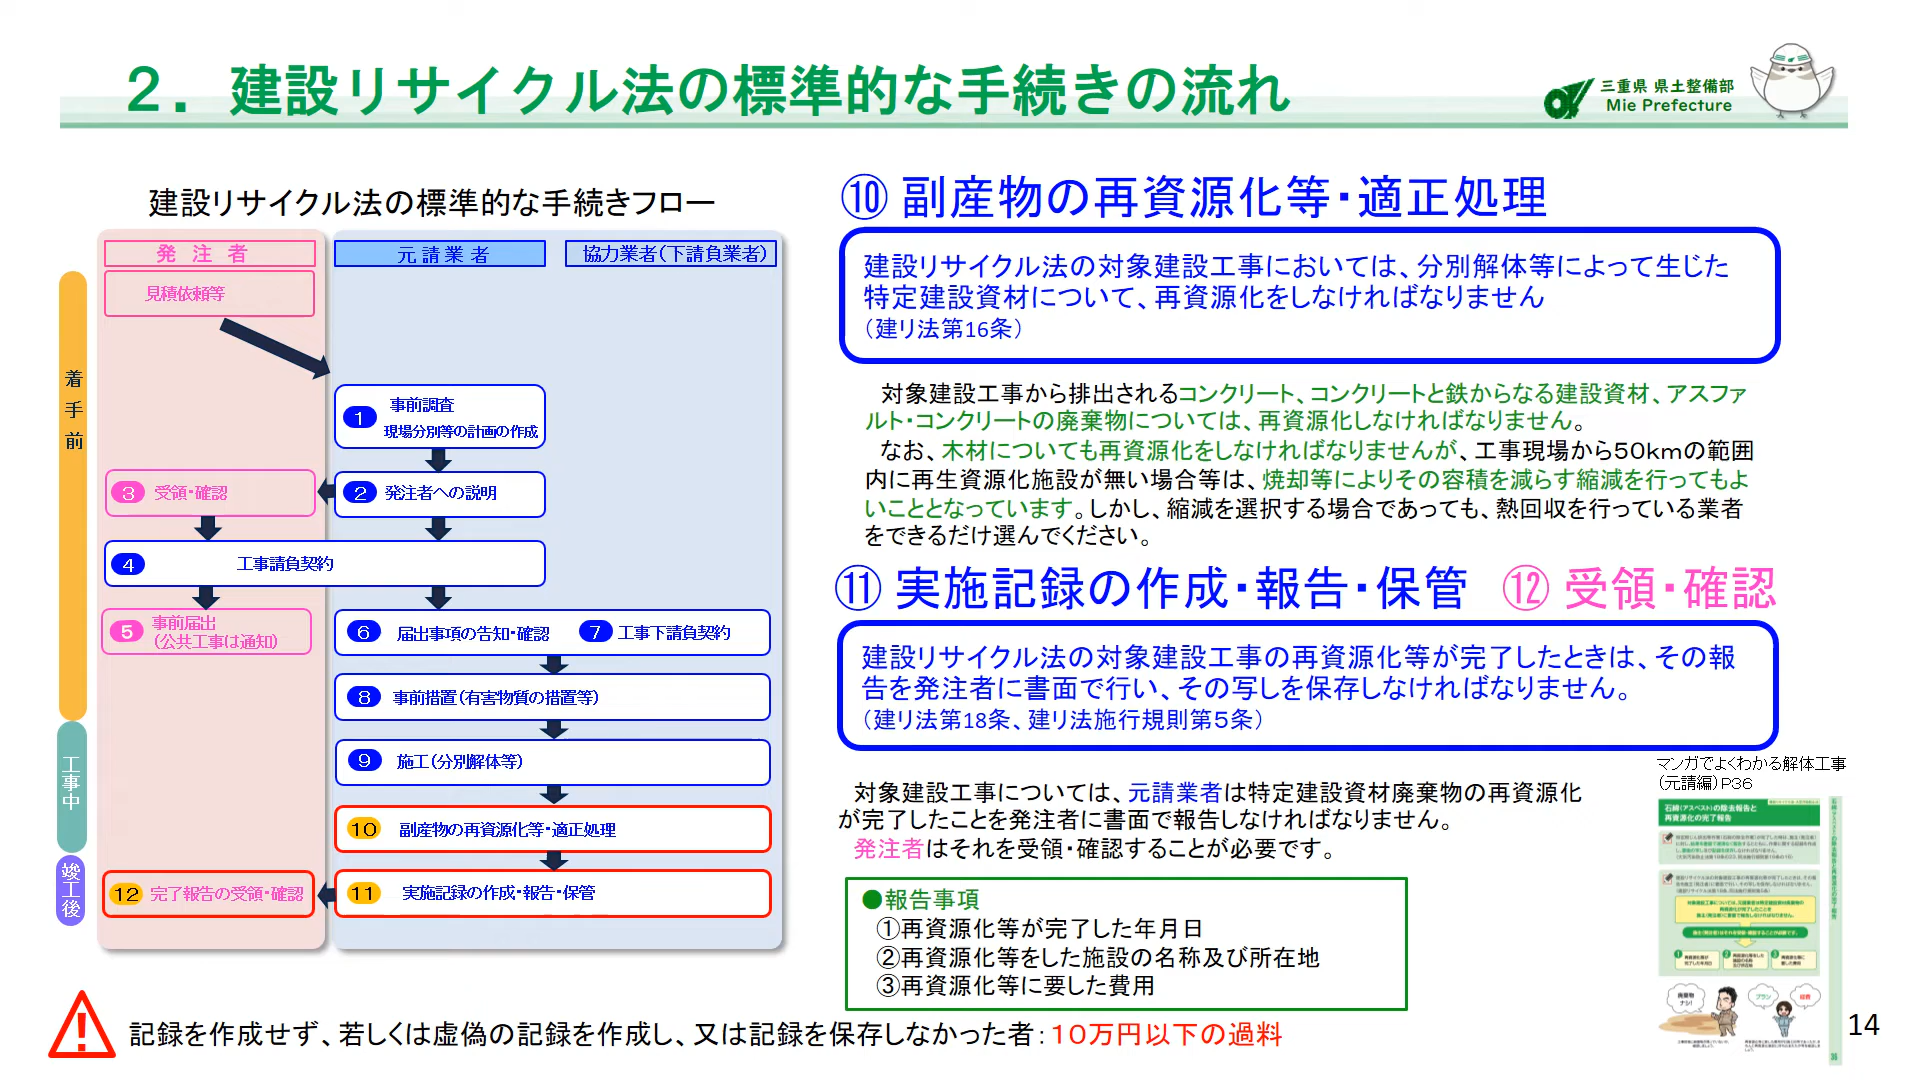 ２．建設リサイクル法の標準的な手続きの流れ
三重県 県土整備部
Mie Prefecture
建設リサイクル法の標準的な手続きフロー
発注者
元請業者
協力業者（下請負業者）
着手前
工事中
竣工後
見積依頼等
1 事前調査
現場分別等の計画の作成
3 受領・確認
2 発注者への説明
4 工事請負契約
5 事前届出
（公共工事は通知）
6 届出事項の告知・確認
7 工事下請負契約
8 事前措置（有害物質の措置等）
9 施工（分別解体等）
10 副産物の再資源化等・適正処理
12 完了報告の受領・確認
11 実施記録の作成・報告・保管
⑩ 副産物の再資源化等・適正処理
建設リサイクル法の対象建設工事においては、分別解体等によって生じた
特定建設資材について、再資源化をしなければなりません
（建リ法第16条）
対象建設工事から排出されるコンクリート、コンクリートと鉄からなる建設資材、アスファ
ルト・コンクリートの廃棄物については、再資源化しなければなりません。
なお、木材についても再資源化をしなければなりませんが、工事現場から５０ｋｍの範囲
内に再生資源化施設が無い場合等は、焼却等によりその容積を減らす縮減を行ってもよ
いこととなっています。しかし、縮減を選択する場合であっても、熱回収を行っている業者
をできるだけ選んでください。
⑪ 実施記録の作成・報告・保管 ⑫ 受領・確認
建設リサイクル法の対象建設工事の再資源化等が完了したときは、その報
告を発注者に書面で行い、その写しを保存しなければなりません。
（建リ法第18条、建リ法施行規則第５条）
対象建設工事については、元請業者は特定建設資材廃棄物の再資源化
が完了したことを発注者に書面で報告しなければなりません。
発注者はそれを受領・確認することが必要です。
●報告事項
①再資源化等が完了した年月日
②再資源化等をした施設の名称及び所在地
③再資源化等に要した費用
マンガでよくわかる解体工事
（元請編）P36
石綿（アスベスト）の除去報告と
再資源化の完了報告
記録を作成せず、若しくは虚偽の記録を作成し、又は記録を保存しなかった者：１０万円以下の過料
14